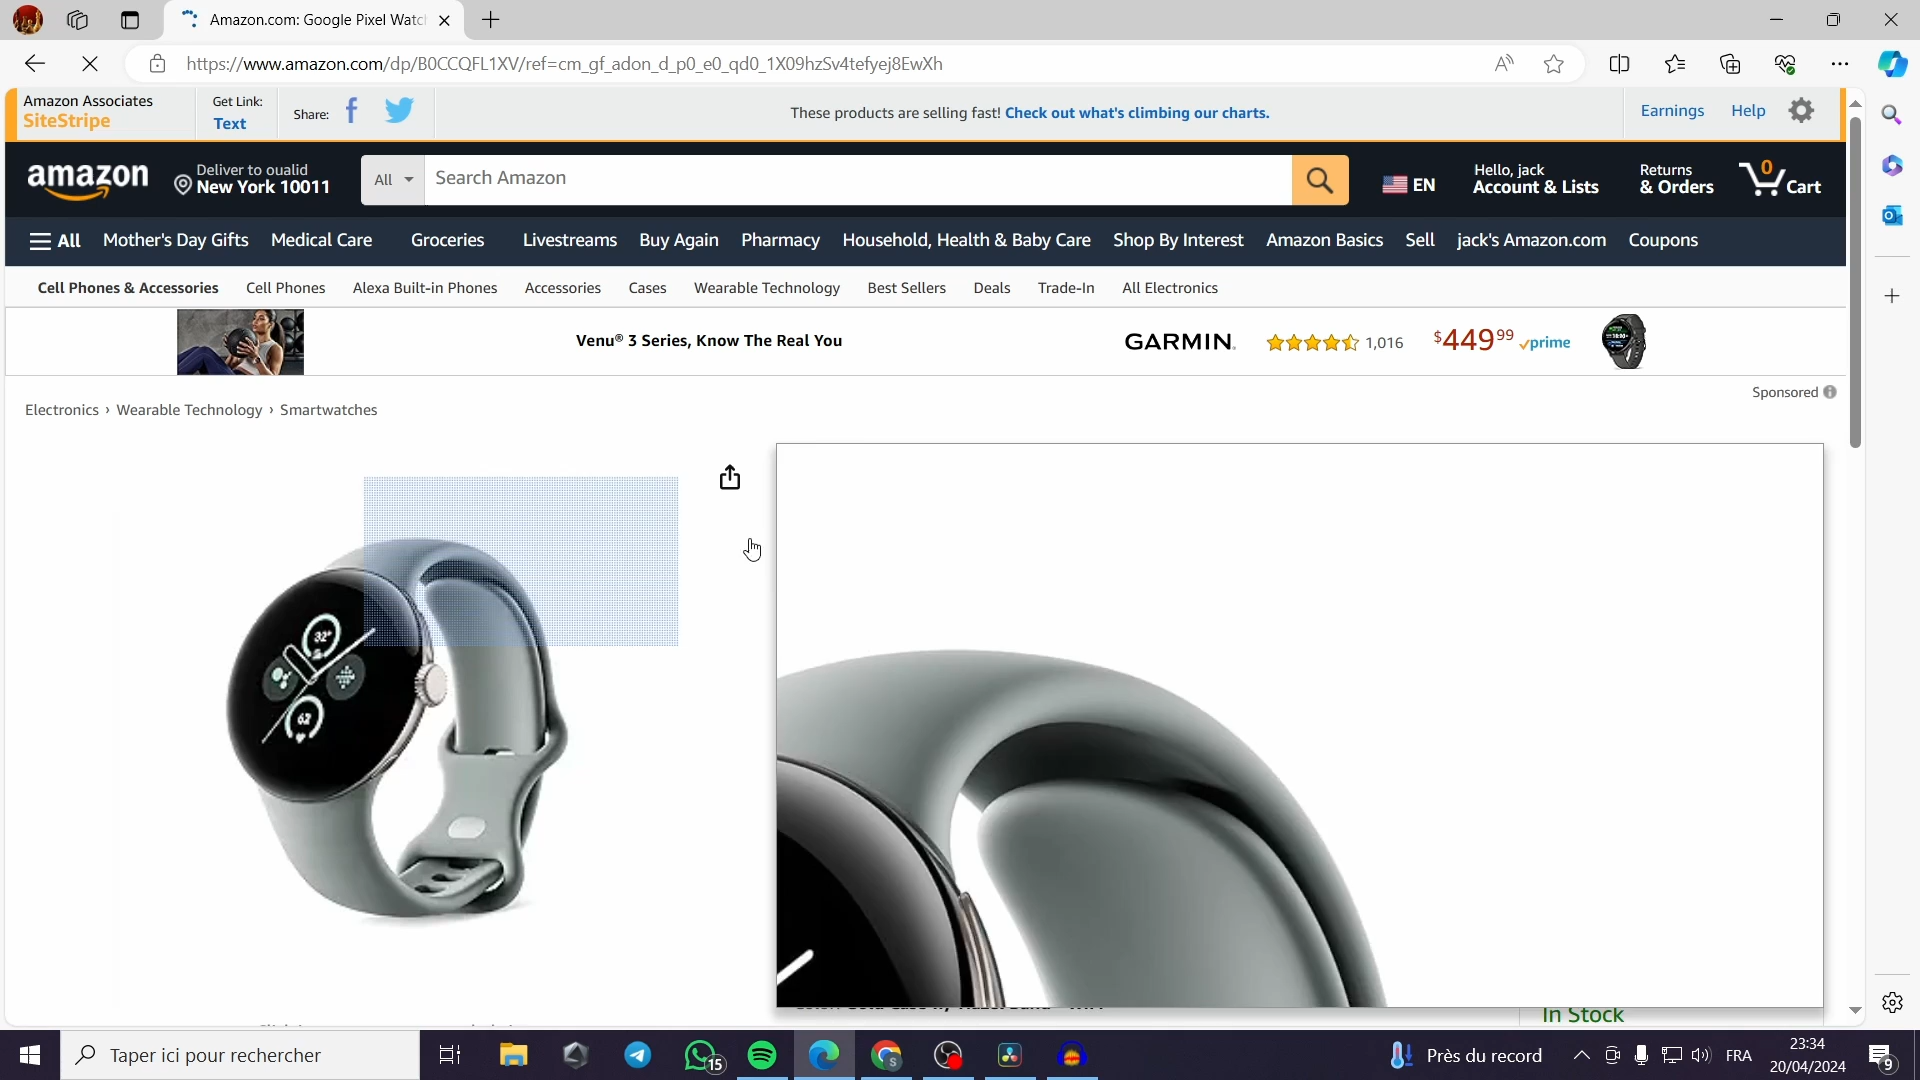 Amazon.com: Google Pixel Watc
https://www.amazon.com/dp/B0CCQFL1XV/ref=cm_gf_adon_d_p0_e0_qd0_1X09hzSv4tefyej8EwXh
Amazon Associates
SiteStripe
Get Link:
Text
Share:
These products are selling fast! Check out what's climbing our charts.
Earnings
Help
amazon
Deliver to oualid
New York 10011
All
Search Amazon
EN
Hello, jack
Account & Lists
Returns
& Orders
0
Cart
All
Mother's Day Gifts
Medical Care
Groceries
Livestreams
Buy Again
Pharmacy
Household, Health & Baby Care
Shop By Interest
Amazon Basics
Sell
jack's Amazon.com
Coupons
Cell Phones & Accessories
Cell Phones
Alexa Built-in Phones
Accessories
Cases
Wearable Technology
Best Sellers
Deals
Trade-In
All Electronics
Venu® 3 Series, Know The Real You
GARMIN.
1,016
$449⁹⁹
prime
Sponsored
Electronics › Wearable Technology › Smartwatches
32°
62
In Stock
Taper ici pour rechercher
15
Près du record
FRA
23:34
20/04/2024
9